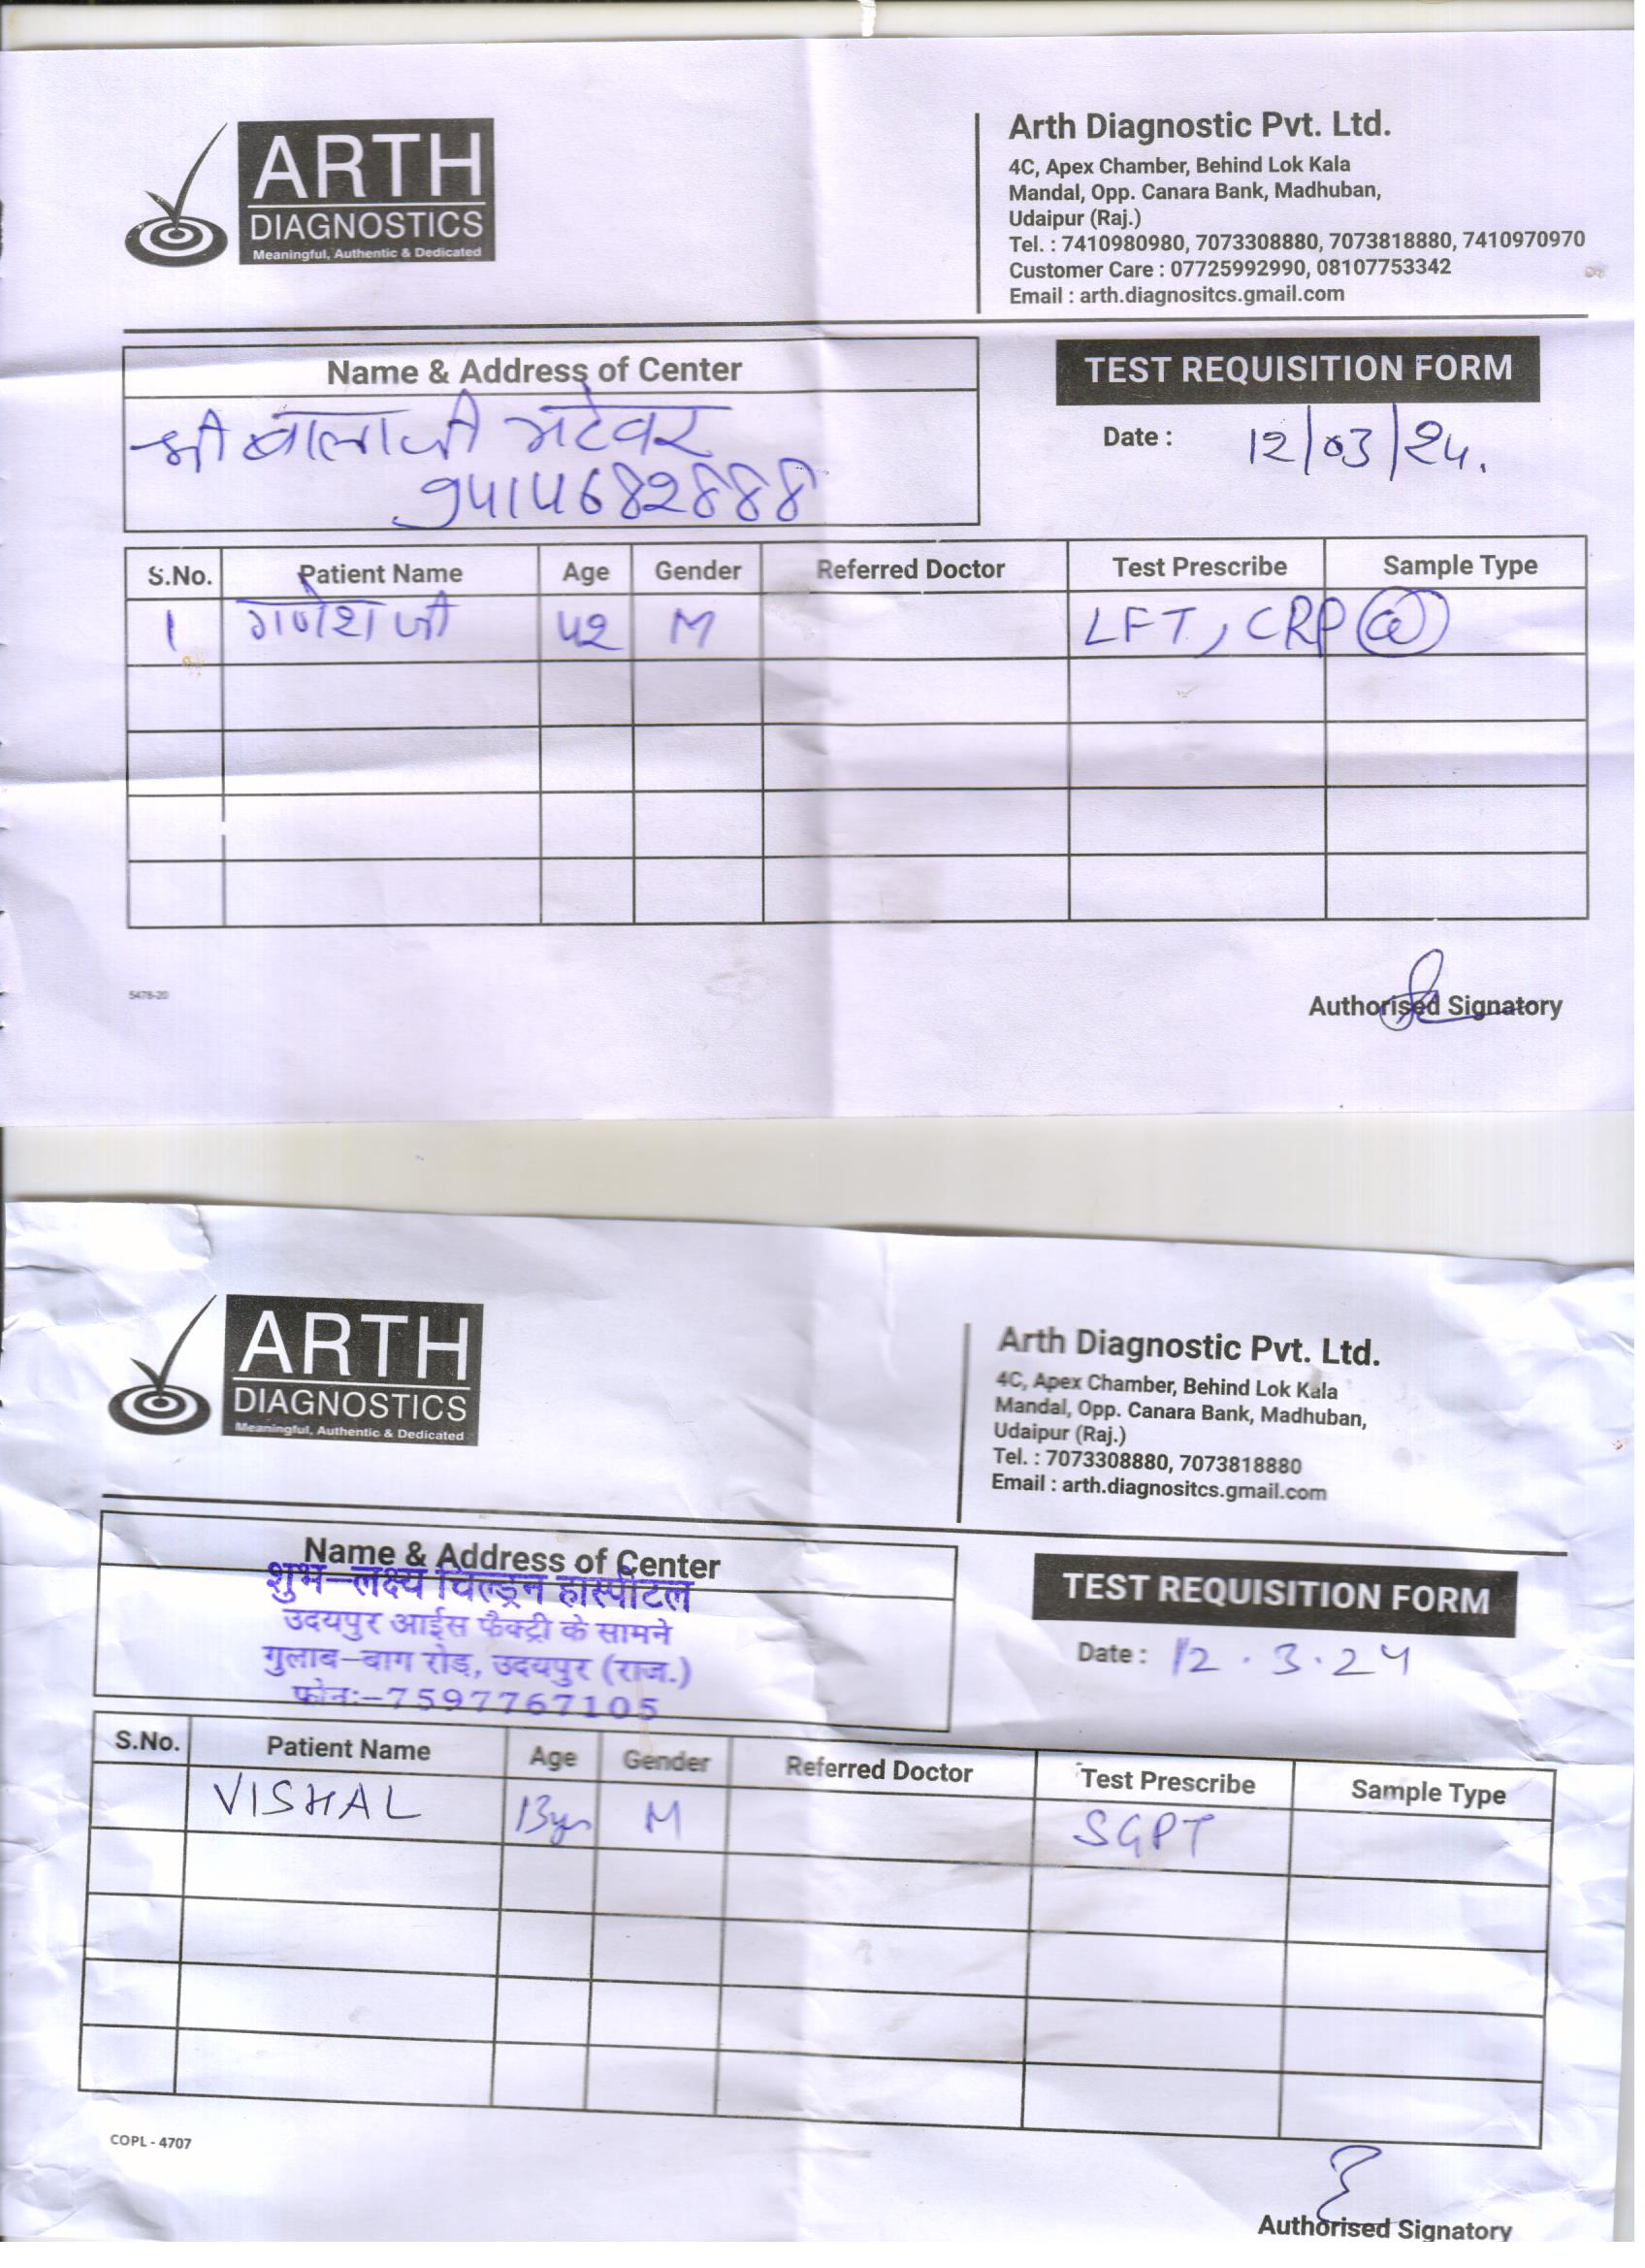 ARTH
DIAGNOSTICS
Meaningful, Authentic & Dedicated
Arth Diagnostic Pvt. Ltd.
4C, Apex Chamber, Behind Lok Kala
Mandal, Opp. Canara Bank, Madhuban,
Udaipur (Raj.)
Tel. : 7410980980, 7073308880, 7073818880, 7410970970
Customer Care : 07725992990, 08107753342
Email : arth.diagnositcs.gmail.com
Name & Address of Center
श्री बालाजी भटेवर
9414682888
TEST REQUISITION FORM
Date : 12/03/24.
S.No. Patient Name Age Gender Referred Doctor Test Prescribe Sample Type
1 गणेश जी 42 M LFT, CRP
5478-20
Authorised Signatory
ARTH
DIAGNOSTICS
Meaningful, Authentic & Dedicated
Arth Diagnostic Pvt. Ltd.
4C, Apex Chamber, Behind Lok Kala
Mandal, Opp. Canara Bank, Madhuban,
Udaipur (Raj.)
Tel. : 7073308880, 7073818880
Email : arth.diagnositcs.gmail.com
Name & Address of Center
शुभ-लक्ष्य चिल्ड्रन हास्पीटल
उदयपुर आईस फैक्ट्री के सामने
गुलाब-बाग रोड़, उदयपुर (राज.)
फोनः-7597767105
TEST REQUISITION FORM
Date : 12.3.24
S.No. Patient Name Age Gender Referred Doctor Test Prescribe Sample Type
VISHAL 13yr M SGPT
COPL - 4707
Authorised Signatory